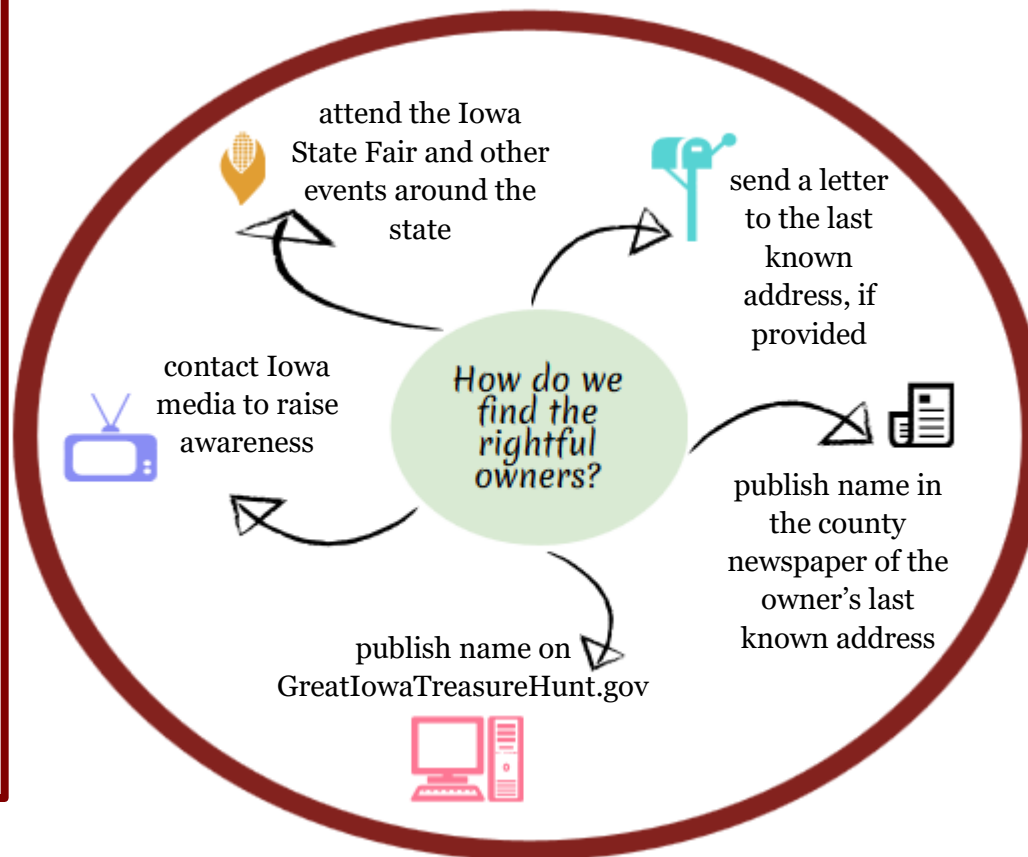 attend the Iowa
State Fair and other
events around the
state
send a letter
to the last
known
address, if
provided
contact Iowa
media to raise
awareness
How do we
find the
rightful
owners?
publish name in
the county
newspaper of the
owner’s last
known address
publish name on
GreatIowaTreasureHunt.gov